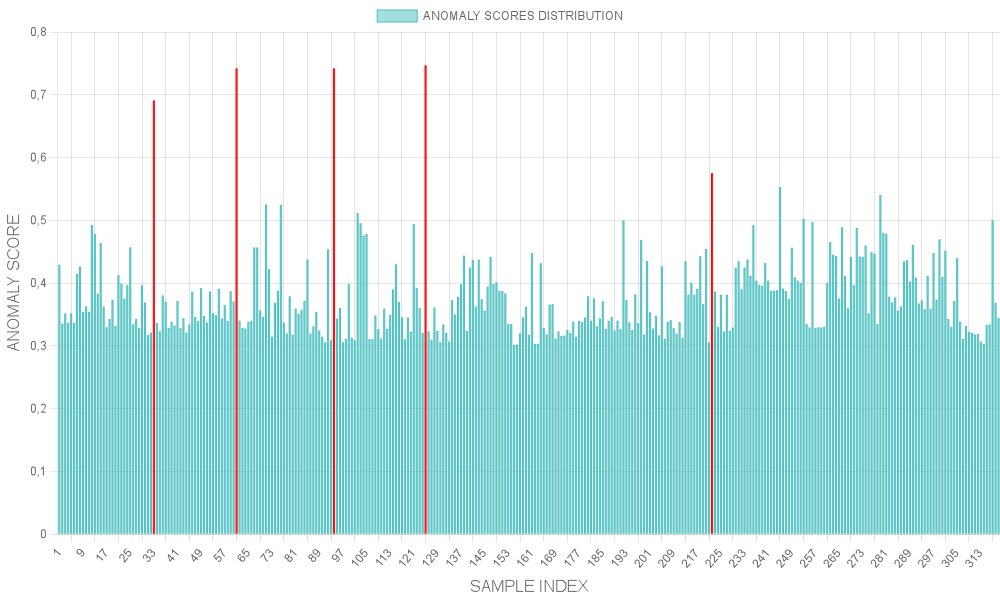 ANOMALY SCORES DISTRIBUTION
0,8
0,7
0,6
0,5
0,4
0,3
0,2
0,1
0
ANOMALY SCORE
1 9 17 25 33 41 49 57 65 73 81 89 97 105 113 121 129 137 145 153 161 169 177 185 193 201 209 217 225 233 241 249 257 265 273 281 289 297 305 313
SAMPLE INDEX